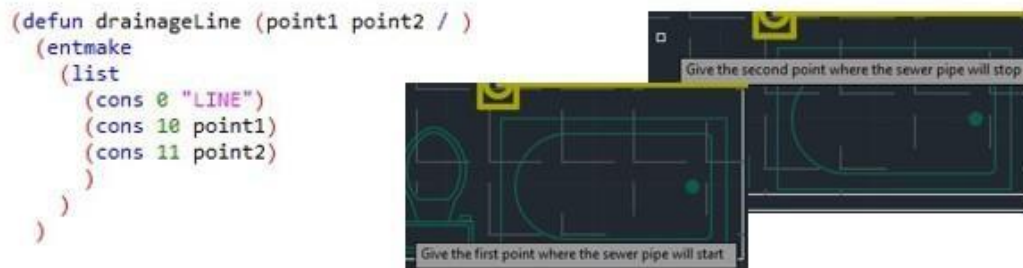 (defun drainageLine (point1 point2 / )
(entmake
(list
(cons 0 "LINE")
(cons 10 point1)
(cons 11 point2)
)
)
)
Give the second point where the sewer pipe will stop
Give the first point where the sewer pipe will start